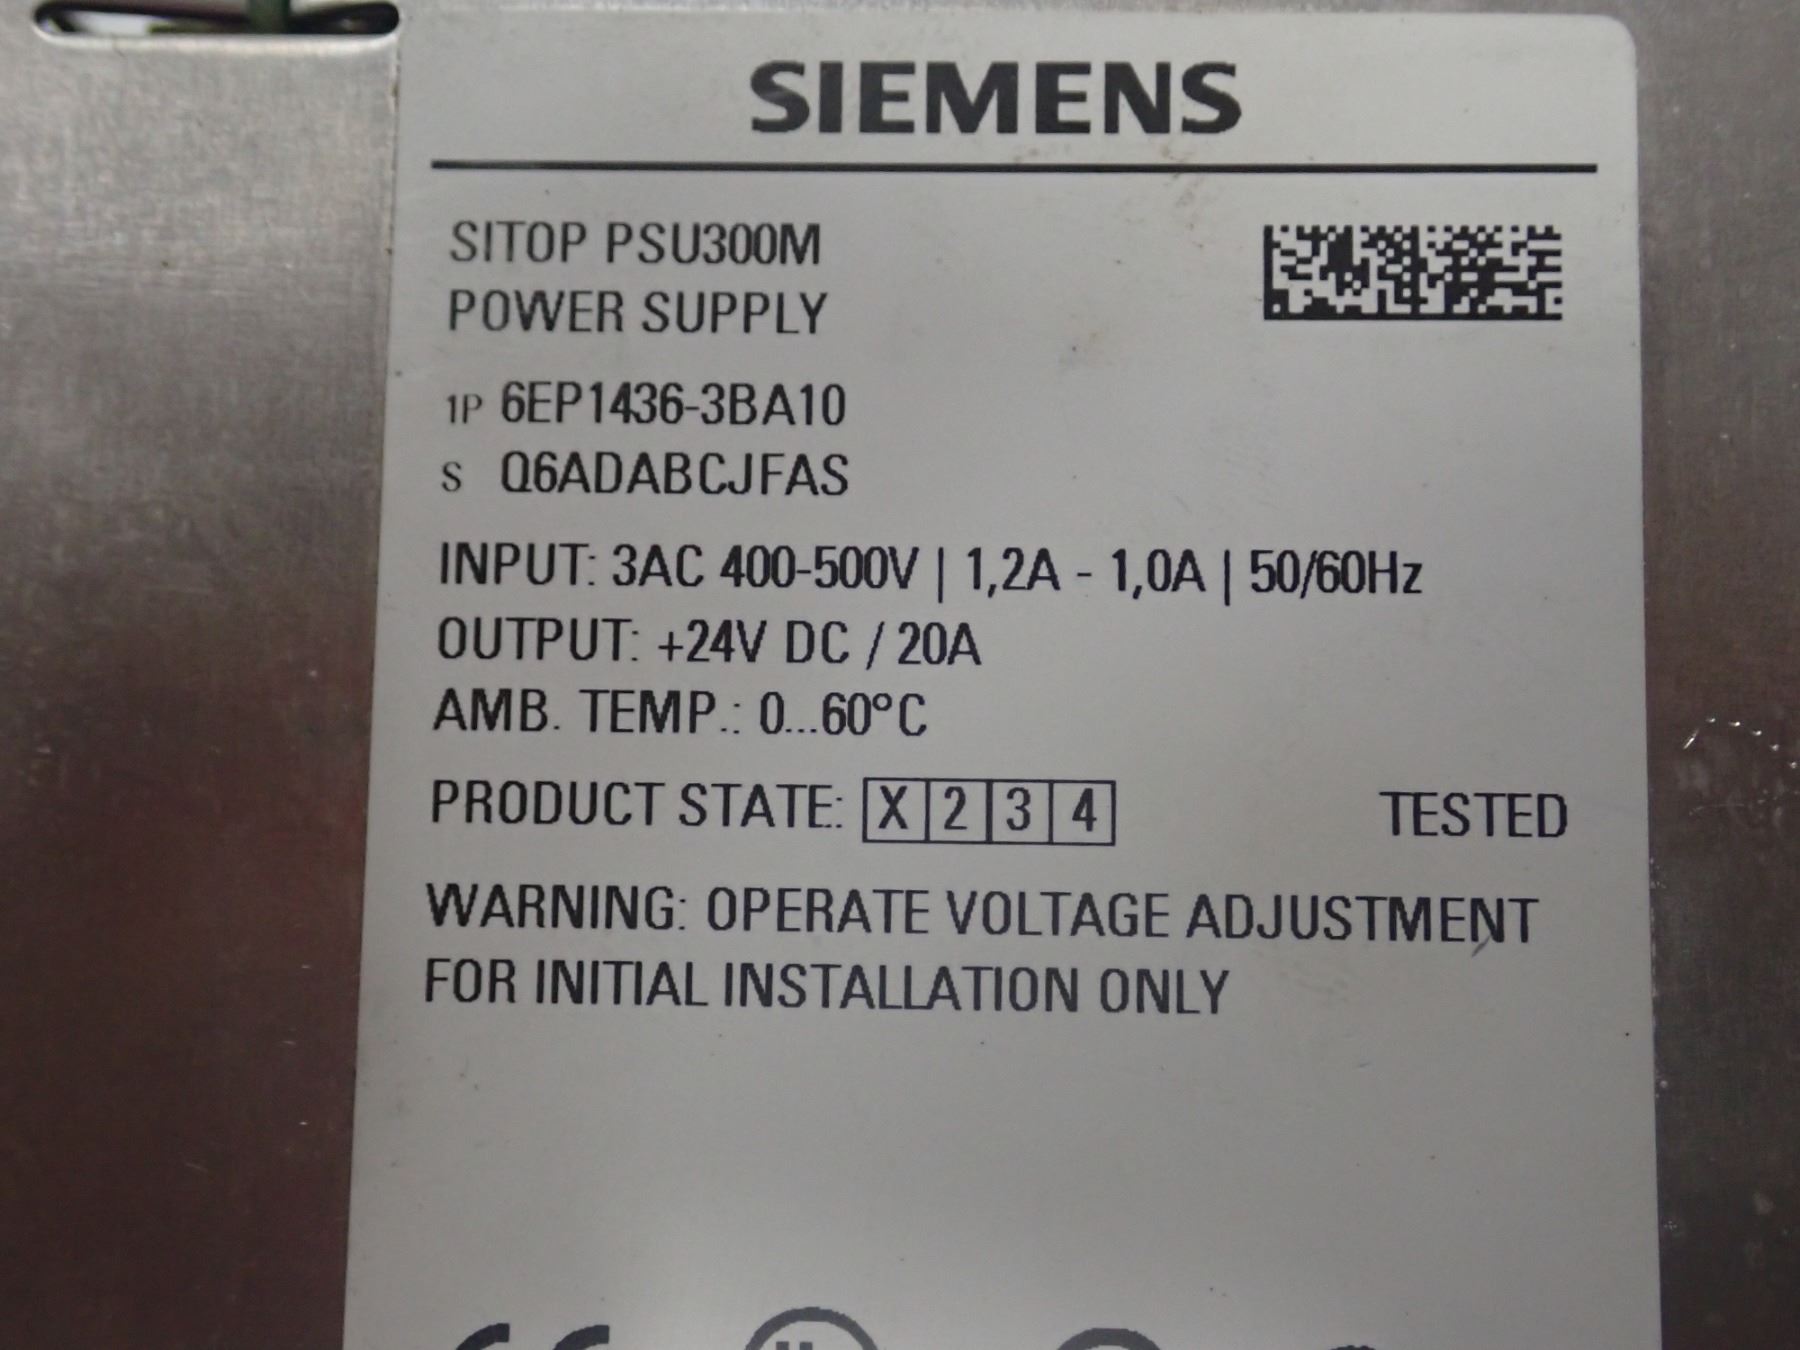 SIEMENS
SITOP PSU300M
POWER SUPPLY
1P 6EP1436-3BA10
S Q6ADABCJFAS
INPUT: 3AC 400-500V | 1,2A - 1,0A | 50/60Hz
OUTPUT: +24V DC / 20A
AMB. TEMP.: 0...60°C
PRODUCT STATE: X 2 3 4 TESTED
WARNING: OPERATE VOLTAGE ADJUSTMENT
FOR INITIAL INSTALLATION ONLY